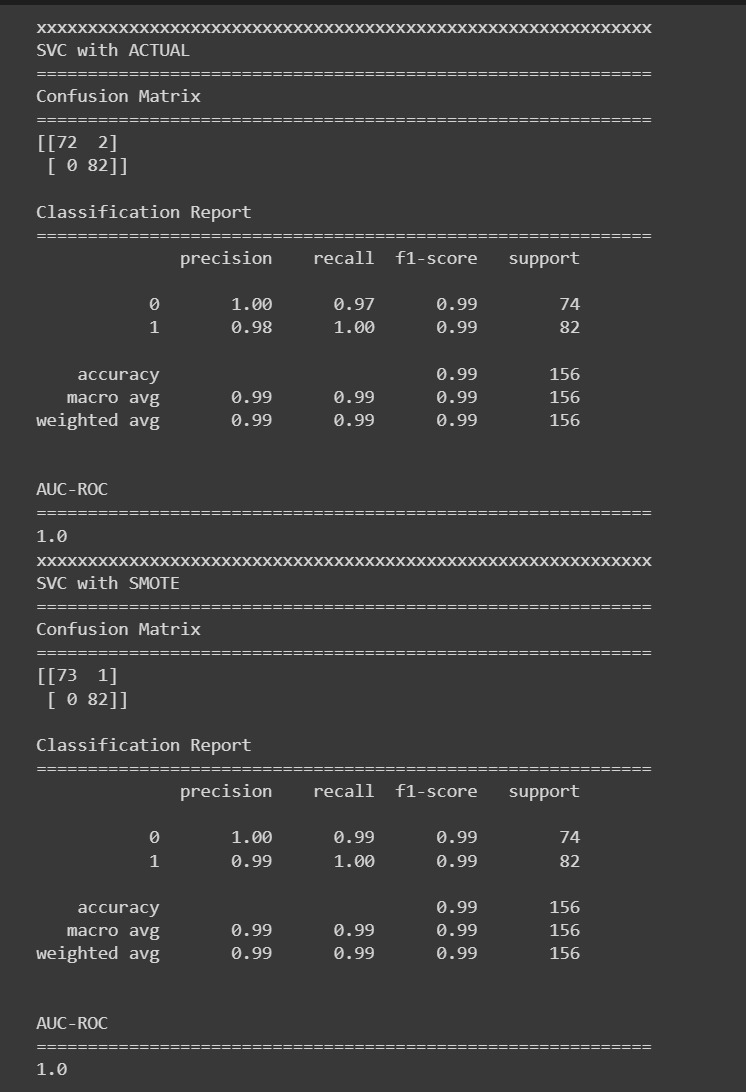 xxxxxxxxxxxxxxxxxxxxxxxxxxxxxxxxxxxxxxxxxxxxxxxxxxxxxxxxxxxx
SVC with ACTUAL
============================================================
Confusion Matrix
============================================================
[[72  2]
 [ 0 82]]
Classification Report
============================================================
              precision    recall  f1-score   support
           0       1.00      0.97      0.99        74
           1       0.98      1.00      0.99        82
    accuracy                           0.99       156
   macro avg       0.99      0.99      0.99       156
weighted avg       0.99      0.99      0.99       156
AUC-ROC
============================================================
1.0
xxxxxxxxxxxxxxxxxxxxxxxxxxxxxxxxxxxxxxxxxxxxxxxxxxxxxxxxxxxx
SVC with SMOTE
============================================================
Confusion Matrix
============================================================
[[73  1]
 [ 0 82]]
Classification Report
============================================================
              precision    recall  f1-score   support
           0       1.00      0.99      0.99        74
           1       0.99      1.00      0.99        82
    accuracy                           0.99       156
   macro avg       0.99      0.99      0.99       156
weighted avg       0.99      0.99      0.99       156
AUC-ROC
============================================================
1.0